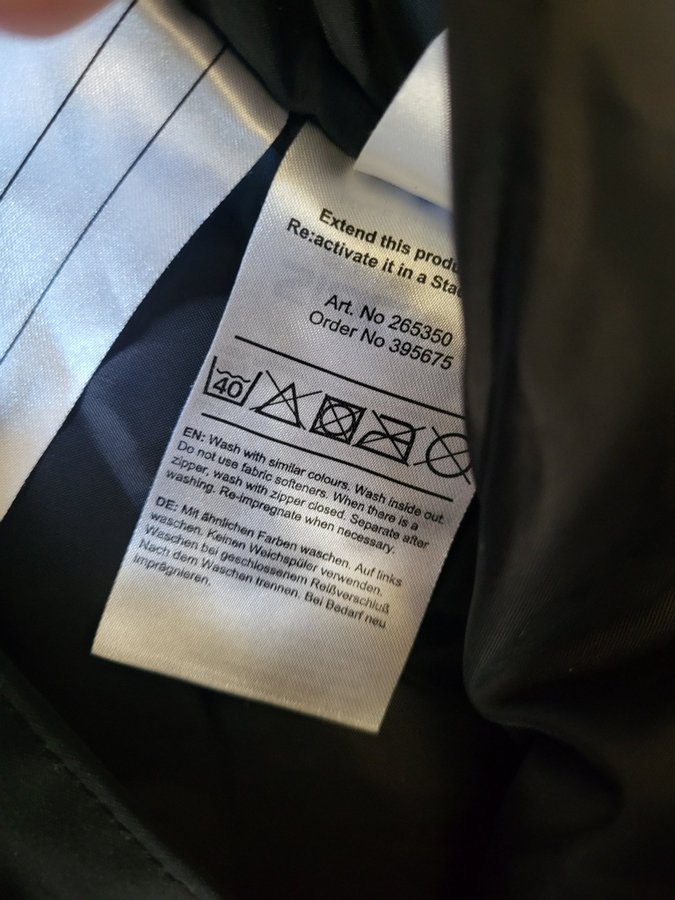 Extend this produ
Re:activate it in a Sta
Art. No 265350
Order No 395675
40
EN: Wash with similar colours. Wash inside out.
Do not use fabric softeners. When there is a
zipper, wash with zipper closed. Separate after
washing. Re-impregnate when necessary.
DE: Mit ähnlichen Farben waschen. Auf links
waschen. Keinen Weichspüler verwenden.
Waschen bei geschlossenem Reißverschluß
Nach dem Waschen trennen. Bei Bedarf neu
Imprägnieren.